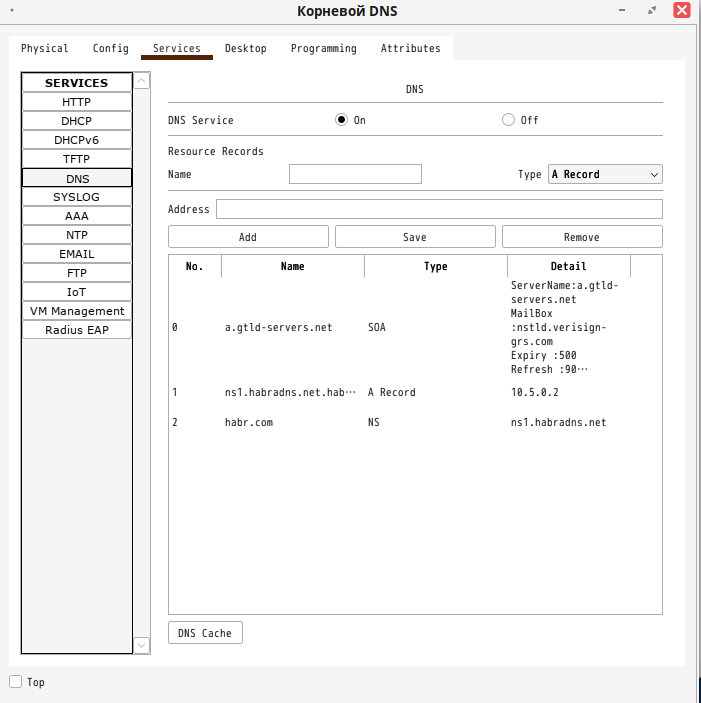 Корневой DNS
Physical Config Services Desktop Programming Attributes
SERVICES
HTTP
DHCP
DHCPv6
TFTP
DNS
SYSLOG
AAA
NTP
EMAIL
FTP
IoT
VM Management
Radius EAP
DNS
DNS Service On Off
Resource Records
Name Type A Record
Address
Add Save Remove
No. Name Type Detail
0 a.gtld-servers.net SOA
ServerName:a.gtld-
servers.net
MailBox
:nstld.verisign-
grs.com
Expiry :500
Refresh :90…
1 ns1.habradns.net.hab… A Record 10.5.0.2
2 habr.com NS ns1.habradns.net
DNS Cache
Top